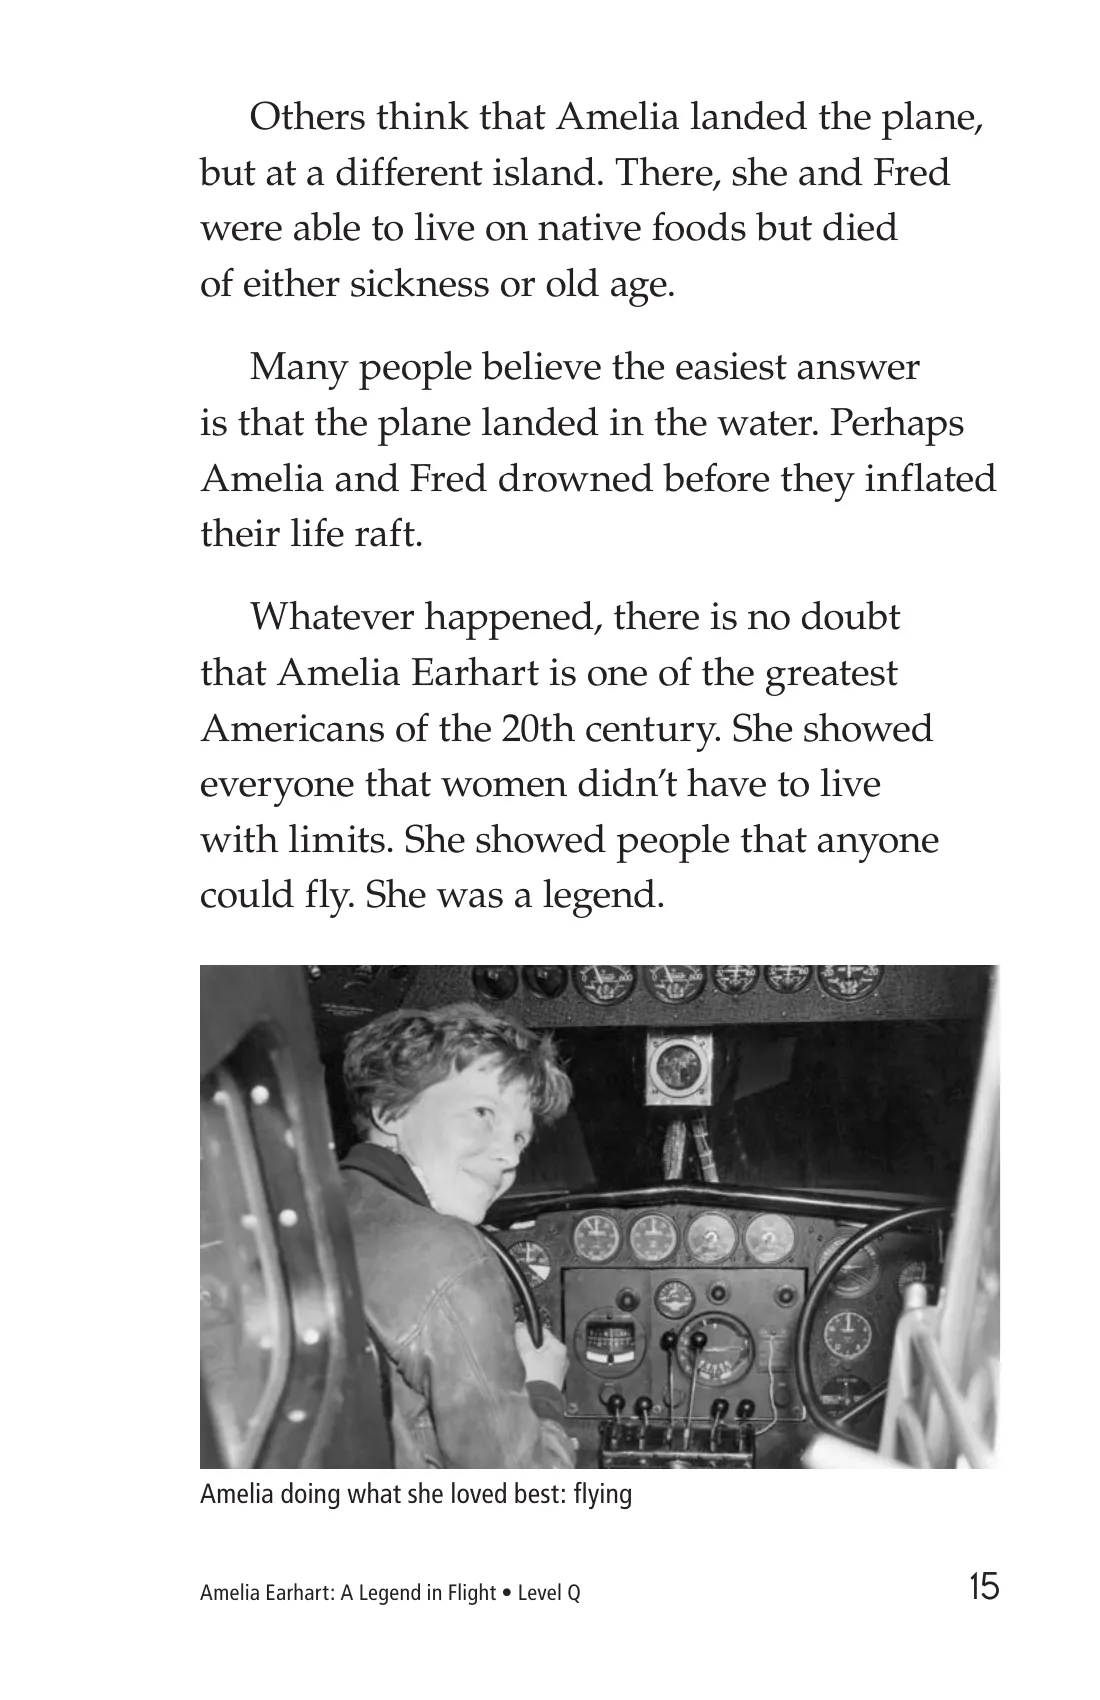 Others think that Amelia landed the plane,
but at a different island. There, she and Fred
were able to live on native foods but died
of either sickness or old age.
Many people believe the easiest answer
is that the plane landed in the water. Perhaps
Amelia and Fred drowned before they inflated
their life raft.
Whatever happened, there is no doubt
that Amelia Earhart is one of the greatest
Americans of the 20th century. She showed
everyone that women didn’t have to live
with limits. She showed people that anyone
could fly. She was a legend.
Amelia doing what she loved best: flying
Amelia Earhart: A Legend in Flight • Level Q
15